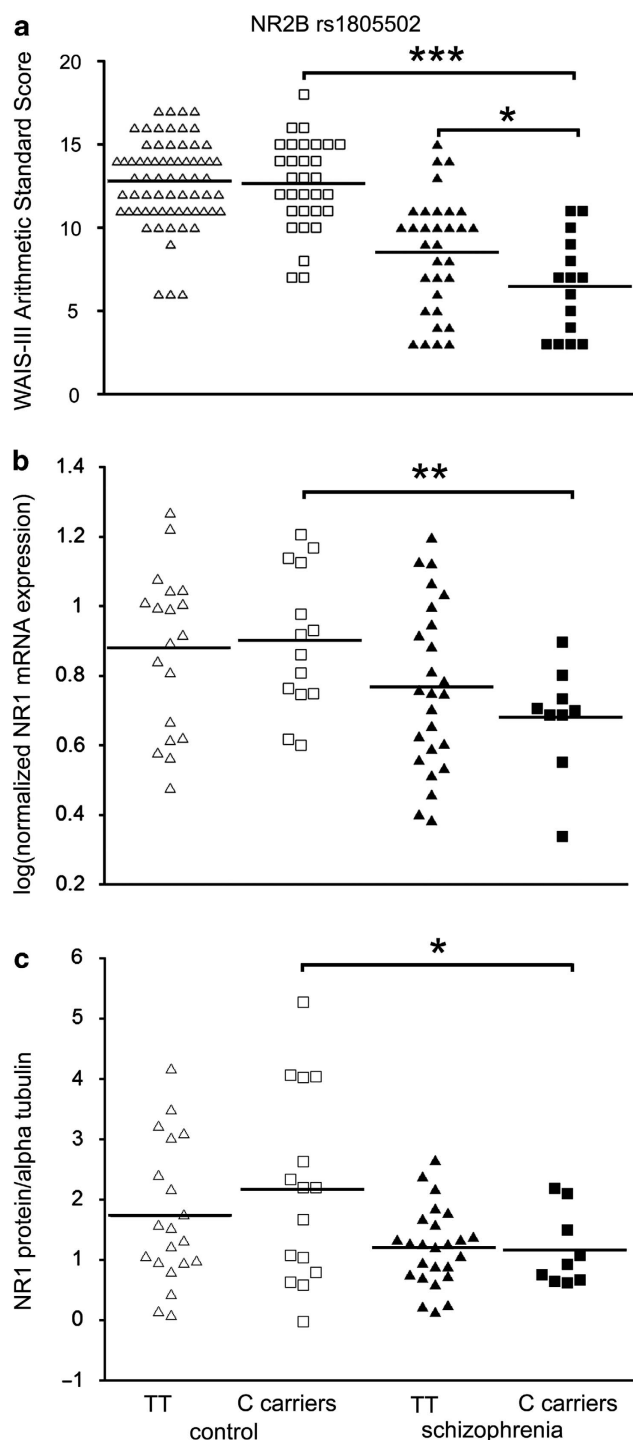 NR2B rs1805502
a
WAIS-III Arithmetic Standard Score
20
15
10
5
0
***
*
b
log(normalized NR1 mRNA expression)
1.4
1.2
1
0.8
0.6
0.4
0.2
**
c
NR1 protein/alpha tubulin
6
5
4
3
2
1
0
–1
*
TT C carriers TT C carriers
control schizophrenia